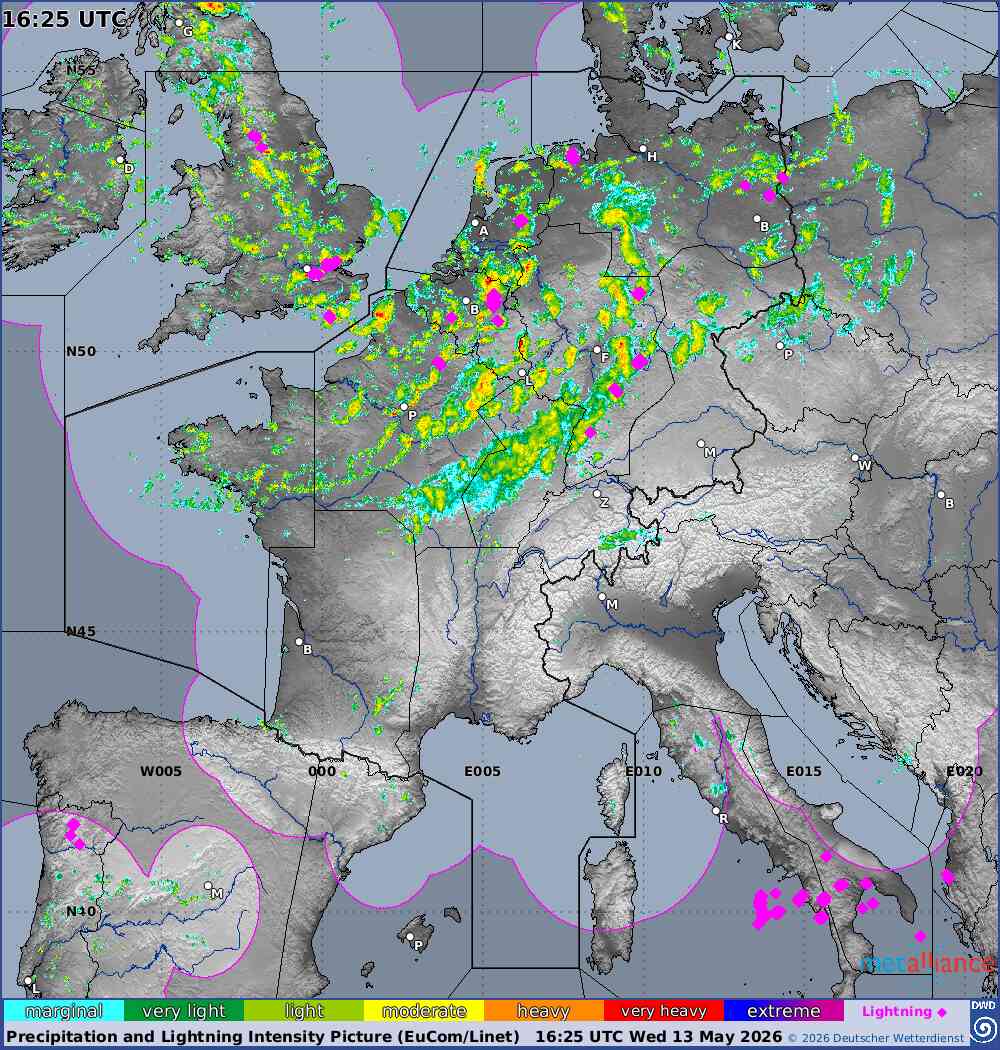 16:25 UTC
G
K
N55
H
D
A
B
B
N50
F
P
P
L
M
W
Z
B
M
N45
B
W005
000
E005
E010
E015
E020
R
M
N40
P
L
metalliance
marginal very light light moderate heavy very heavy extreme Lightning
DWD
Precipitation and Lightning Intensity Picture (EuCom/Linet) 16:25 UTC Wed 13 May 2026 © 2026 Deutscher Wetterdienst